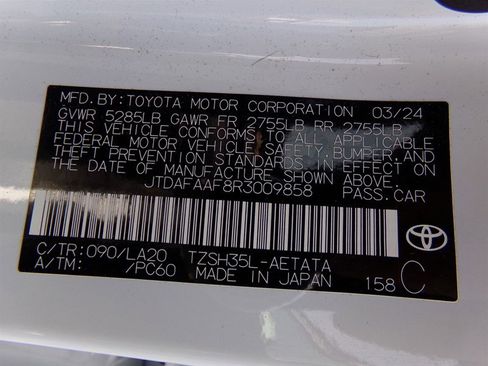 MFD.BY:TOYOTA MOTOR CORPORATION 03/24
GVWR 5285LB GAWR FR 2755LB RR 2755LB
THIS VEHICLE CONFORMS TO ALL APPLICABLE
FEDERAL MOTOR VEHICLE SAFETY,BUMPER,AND
THEFT PREVENTION STANDARDS IN EFFECT ON
THE DATE OF MANUFACTURE SHOWN ABOVE.
JTDAFAAF8R3009858 PASS.CAR
C/TR:090/LA20 TZSH35L-AETATA
A/TM: /PC60 MADE IN JAPAN 158 C